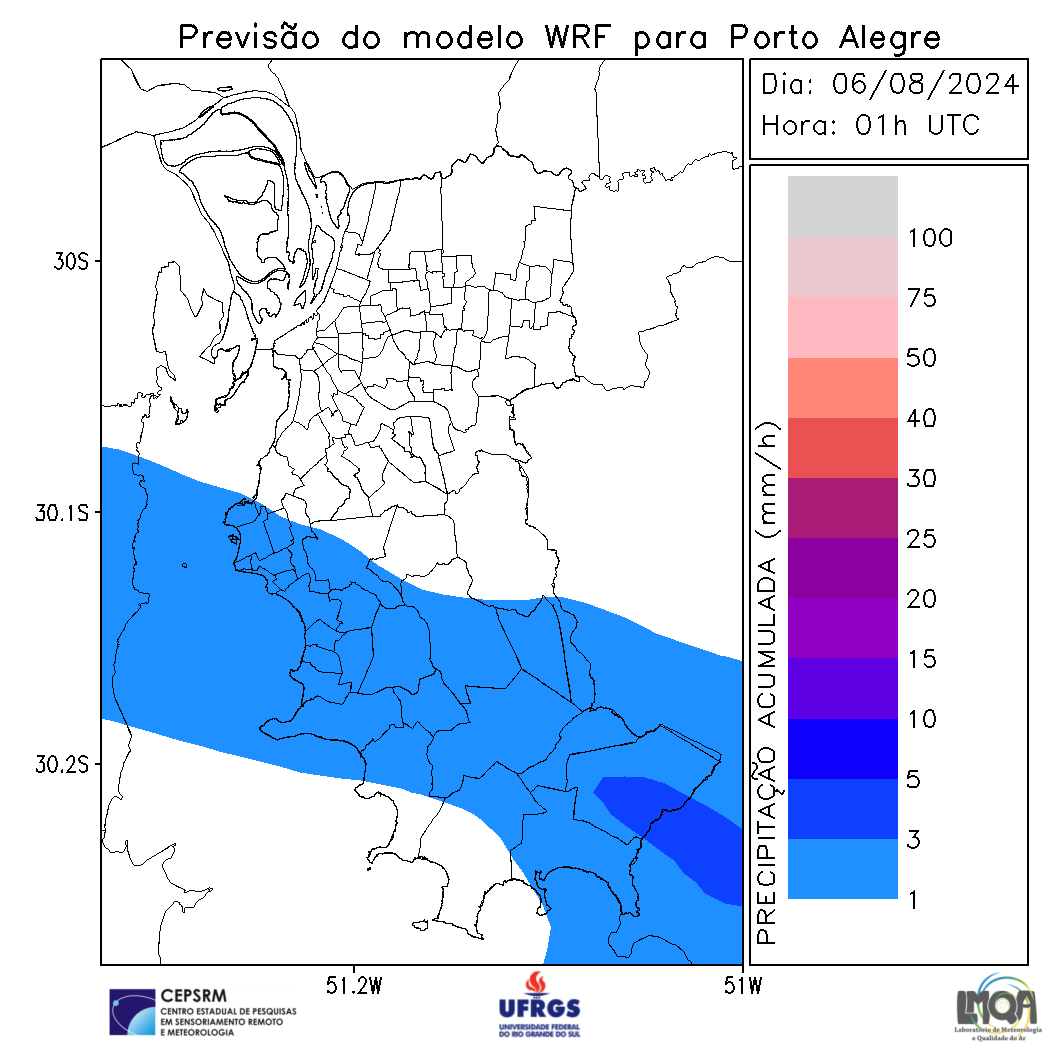 Previsão do modelo WRF para Porto Alegre
Dia: 06/08/2024
Hora: 01h UTC
30S
30.1S
30.2S
51.2W
51W
PRECIPITAÇÃO ACUMULADA (mm/h)
100
75
50
40
30
25
20
15
10
5
3
1
CEPSRM
CENTRO ESTADUAL DE PESQUISAS
EM SENSORIAMENTO REMOTO
E METEOROLOGIA
UFRGS
UNIVERSIDADE FEDERAL
DO RIO GRANDE DO SUL
LMQA
Laboratório de Meteorologia
e Qualidade do Ar